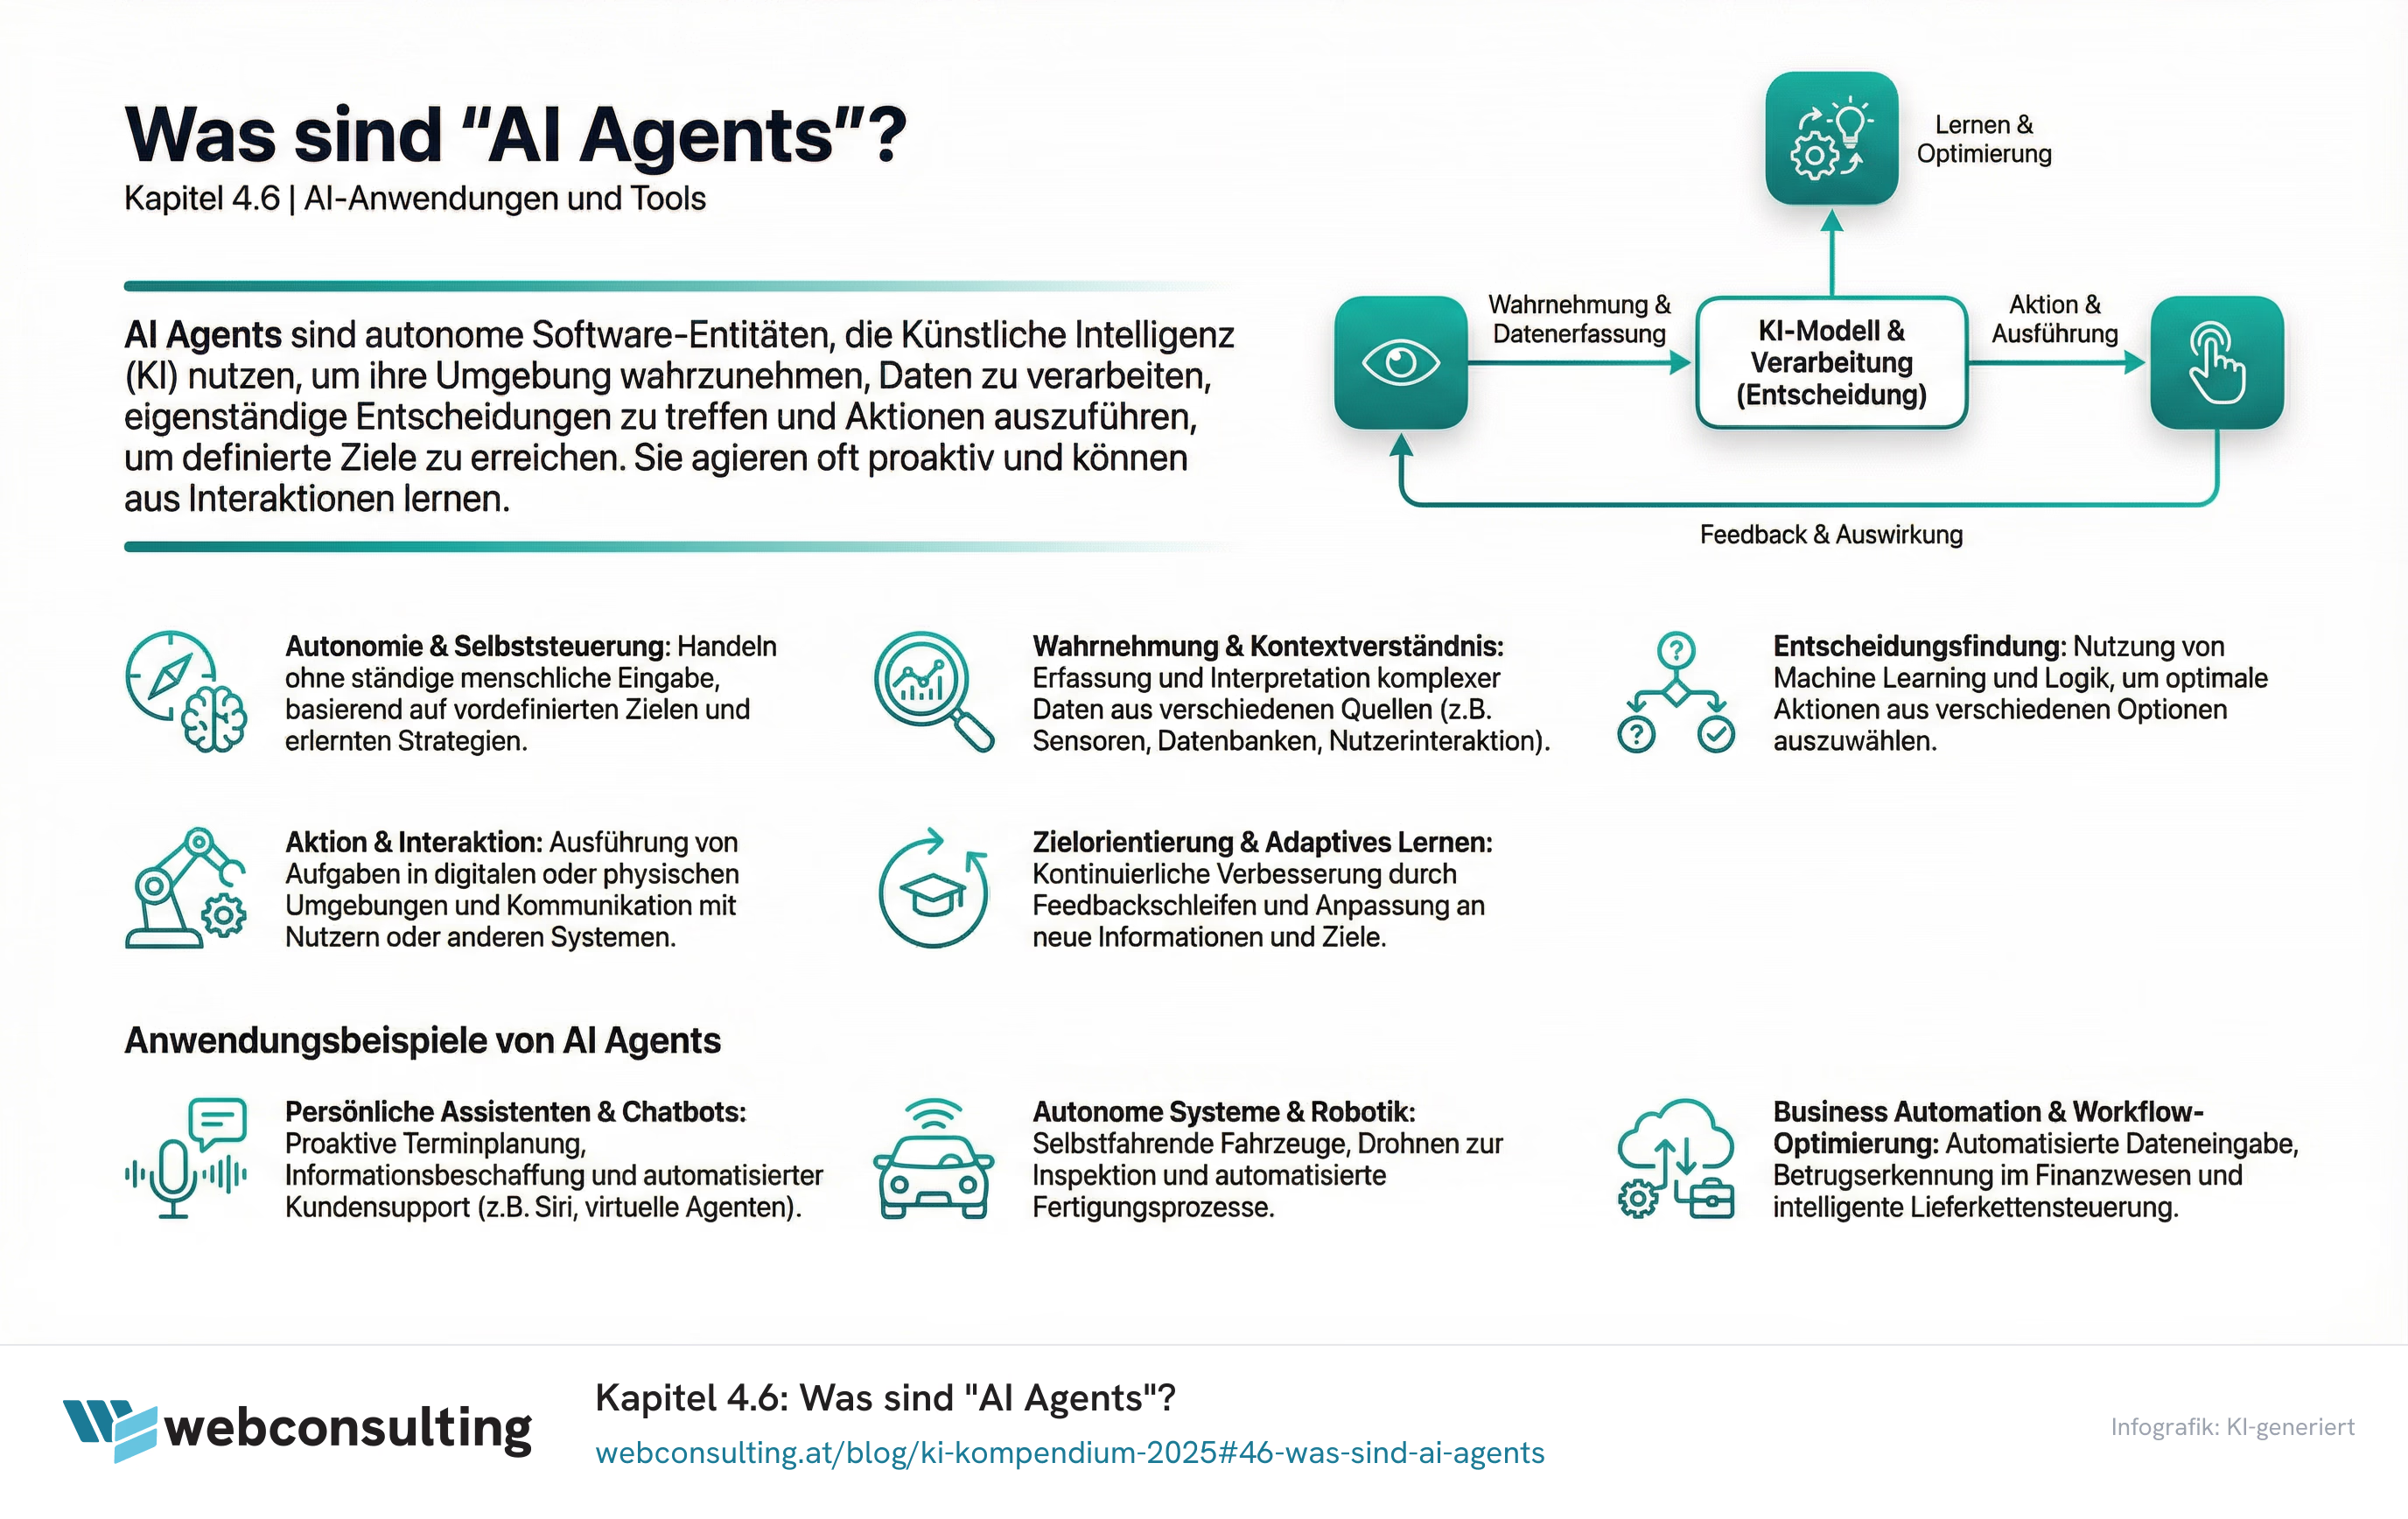 Was sind “AI Agents”?
Kapitel 4.6 | AI-Anwendungen und Tools
AI Agents sind autonome Software-Entitäten, die Künstliche Intelligenz
(KI) nutzen, um ihre Umgebung wahrzunehmen, Daten zu verarbeiten,
eigenständige Entscheidungen zu treffen und Aktionen auszuführen,
um definierte Ziele zu erreichen. Sie agieren oft proaktiv und können
aus Interaktionen lernen.
Lernen &
Optimierung
Wahrnehmung &
Datenerfassung
KI-Modell &
Verarbeitung
(Entscheidung)
Aktion &
Ausführung
Feedback & Auswirkung
Autonomie & Selbststeuerung: Handeln
ohne ständige menschliche Eingabe,
basierend auf vordefinierten Zielen und
erlernten Strategien.
Wahrnehmung & Kontextverständnis:
Erfassung und Interpretation komplexer
Daten aus verschiedenen Quellen (z.B.
Sensoren, Datenbanken, Nutzerinteraktion).
Entscheidungsfindung: Nutzung von
Machine Learning und Logik, um optimale
Aktionen aus verschiedenen Optionen
auszuwählen.
Aktion & Interaktion: Ausführung von
Aufgaben in digitalen oder physischen
Umgebungen und Kommunikation mit
Nutzern oder anderen Systemen.
Zielorientierung & Adaptives Lernen:
Kontinuierliche Verbesserung durch
Feedbackschleifen und Anpassung an
neue Informationen und Ziele.
Anwendungsbeispiele von AI Agents
Persönliche Assistenten & Chatbots:
Proaktive Terminplanung,
Informationsbeschaffung und automatisierter
Kundensupport (z.B. Siri, virtuelle Agenten).
Autonome Systeme & Robotik:
Selbstfahrende Fahrzeuge, Drohnen zur
Inspektion und automatisierte
Fertigungsprozesse.
Business Automation & Workflow-
Optimierung: Automatisierte Dateneingabe,
Betrugserkennung im Finanzwesen und
intelligente Lieferkettensteuerung.
webconsulting
Kapitel 4.6: Was sind "AI Agents"?
webconsulting.at/blog/ki-kompendium-2025#46-was-sind-ai-agents
Infografik: KI-generiert